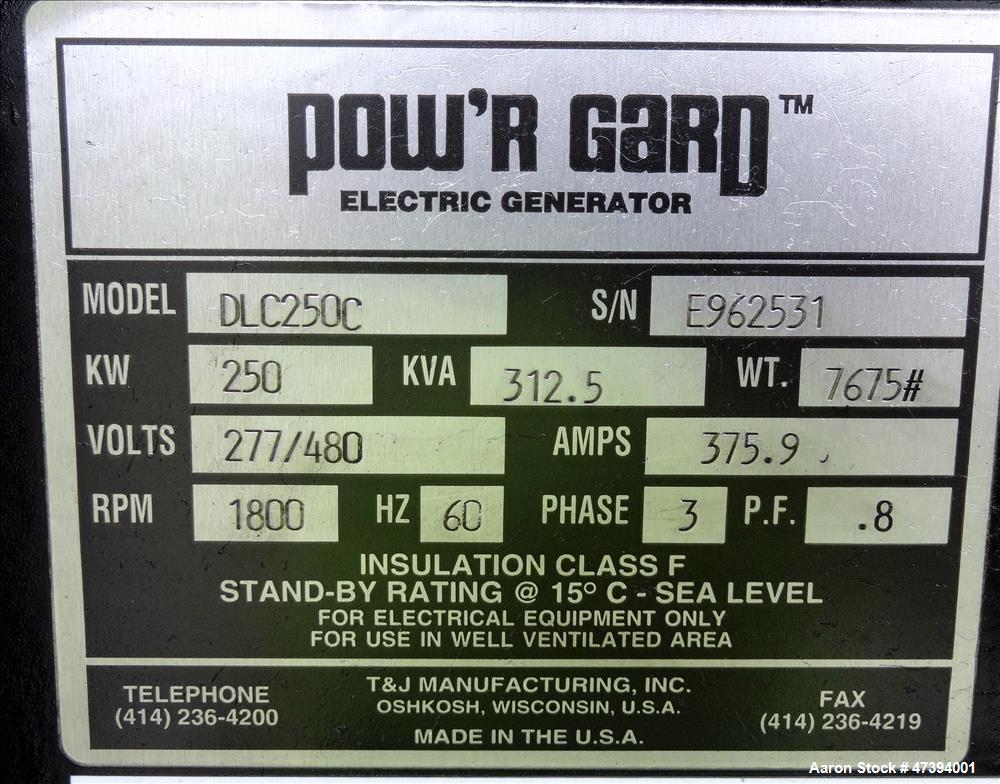 POW'R GARD™
ELECTRIC GENERATOR
MODEL DLC250C S/N E962531
KW 250 KVA 312.5 WT. 7675#
VOLTS 277/480 AMPS 375.9
RPM 1800 HZ 60 PHASE 3 P.F. .8
INSULATION CLASS F
STAND-BY RATING @ 15° C - SEA LEVEL
FOR ELECTRICAL EQUIPMENT ONLY
FOR USE IN WELL VENTILATED AREA
TELEPHONE
(414) 236-4200
T&J MANUFACTURING, INC.
OSHKOSH, WISCONSIN, U.S.A.
MADE IN THE U.S.A.
FAX
(414) 236-4219
Aaron Stock # 47394001